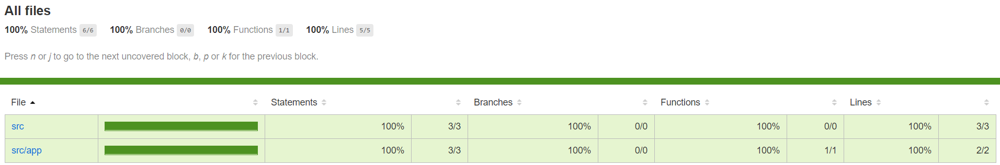 All files
100% Statements 6/6 100% Branches 0/0 100% Functions 1/1 100% Lines 5/5
Press n or j to go to the next uncovered block, b, p or k for the previous block.
File Statements Branches Functions Lines
src 100% 3/3 100% 0/0 100% 0/0 100% 3/3
src/app 100% 3/3 100% 0/0 100% 1/1 100% 2/2